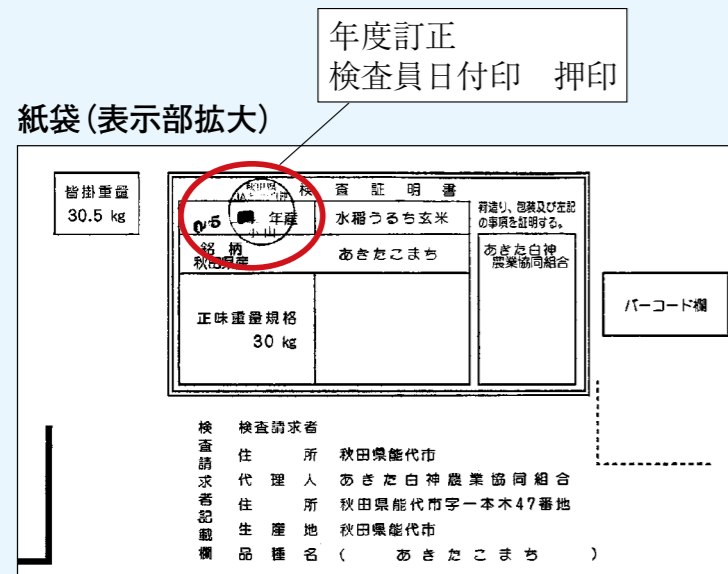 年度訂正
検査員日付印　押印
紙袋(表示部拡大)
皆掛重量
30.5 kg
検査証明書
年産
水稲うるち玄米
荷造り、包装及び左記
の事項を証明する。
小山
銘柄
秋田県産
あきたこまち
あきた白神
農業協同組合
正味重量規格
30 kg
バーコード欄
検査請求者記載欄
検査請求者
住所　秋田県能代市
代理人　あきた白神農業協同組合
住所　秋田県能代市字一本木47番地
生産地　秋田県能代市
品種名（　あきたこまち　）